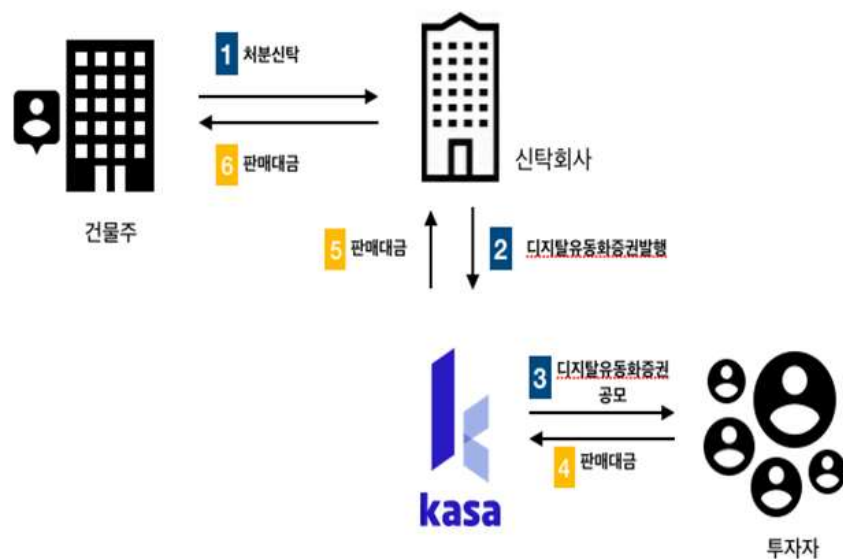 1 처분신탁
6 판매대금
건물주
신탁회사
5 판매대금
2 디지탈유동화증권발행
3 디지탈유동화증권
공모
4 판매대금
kasa
투자자